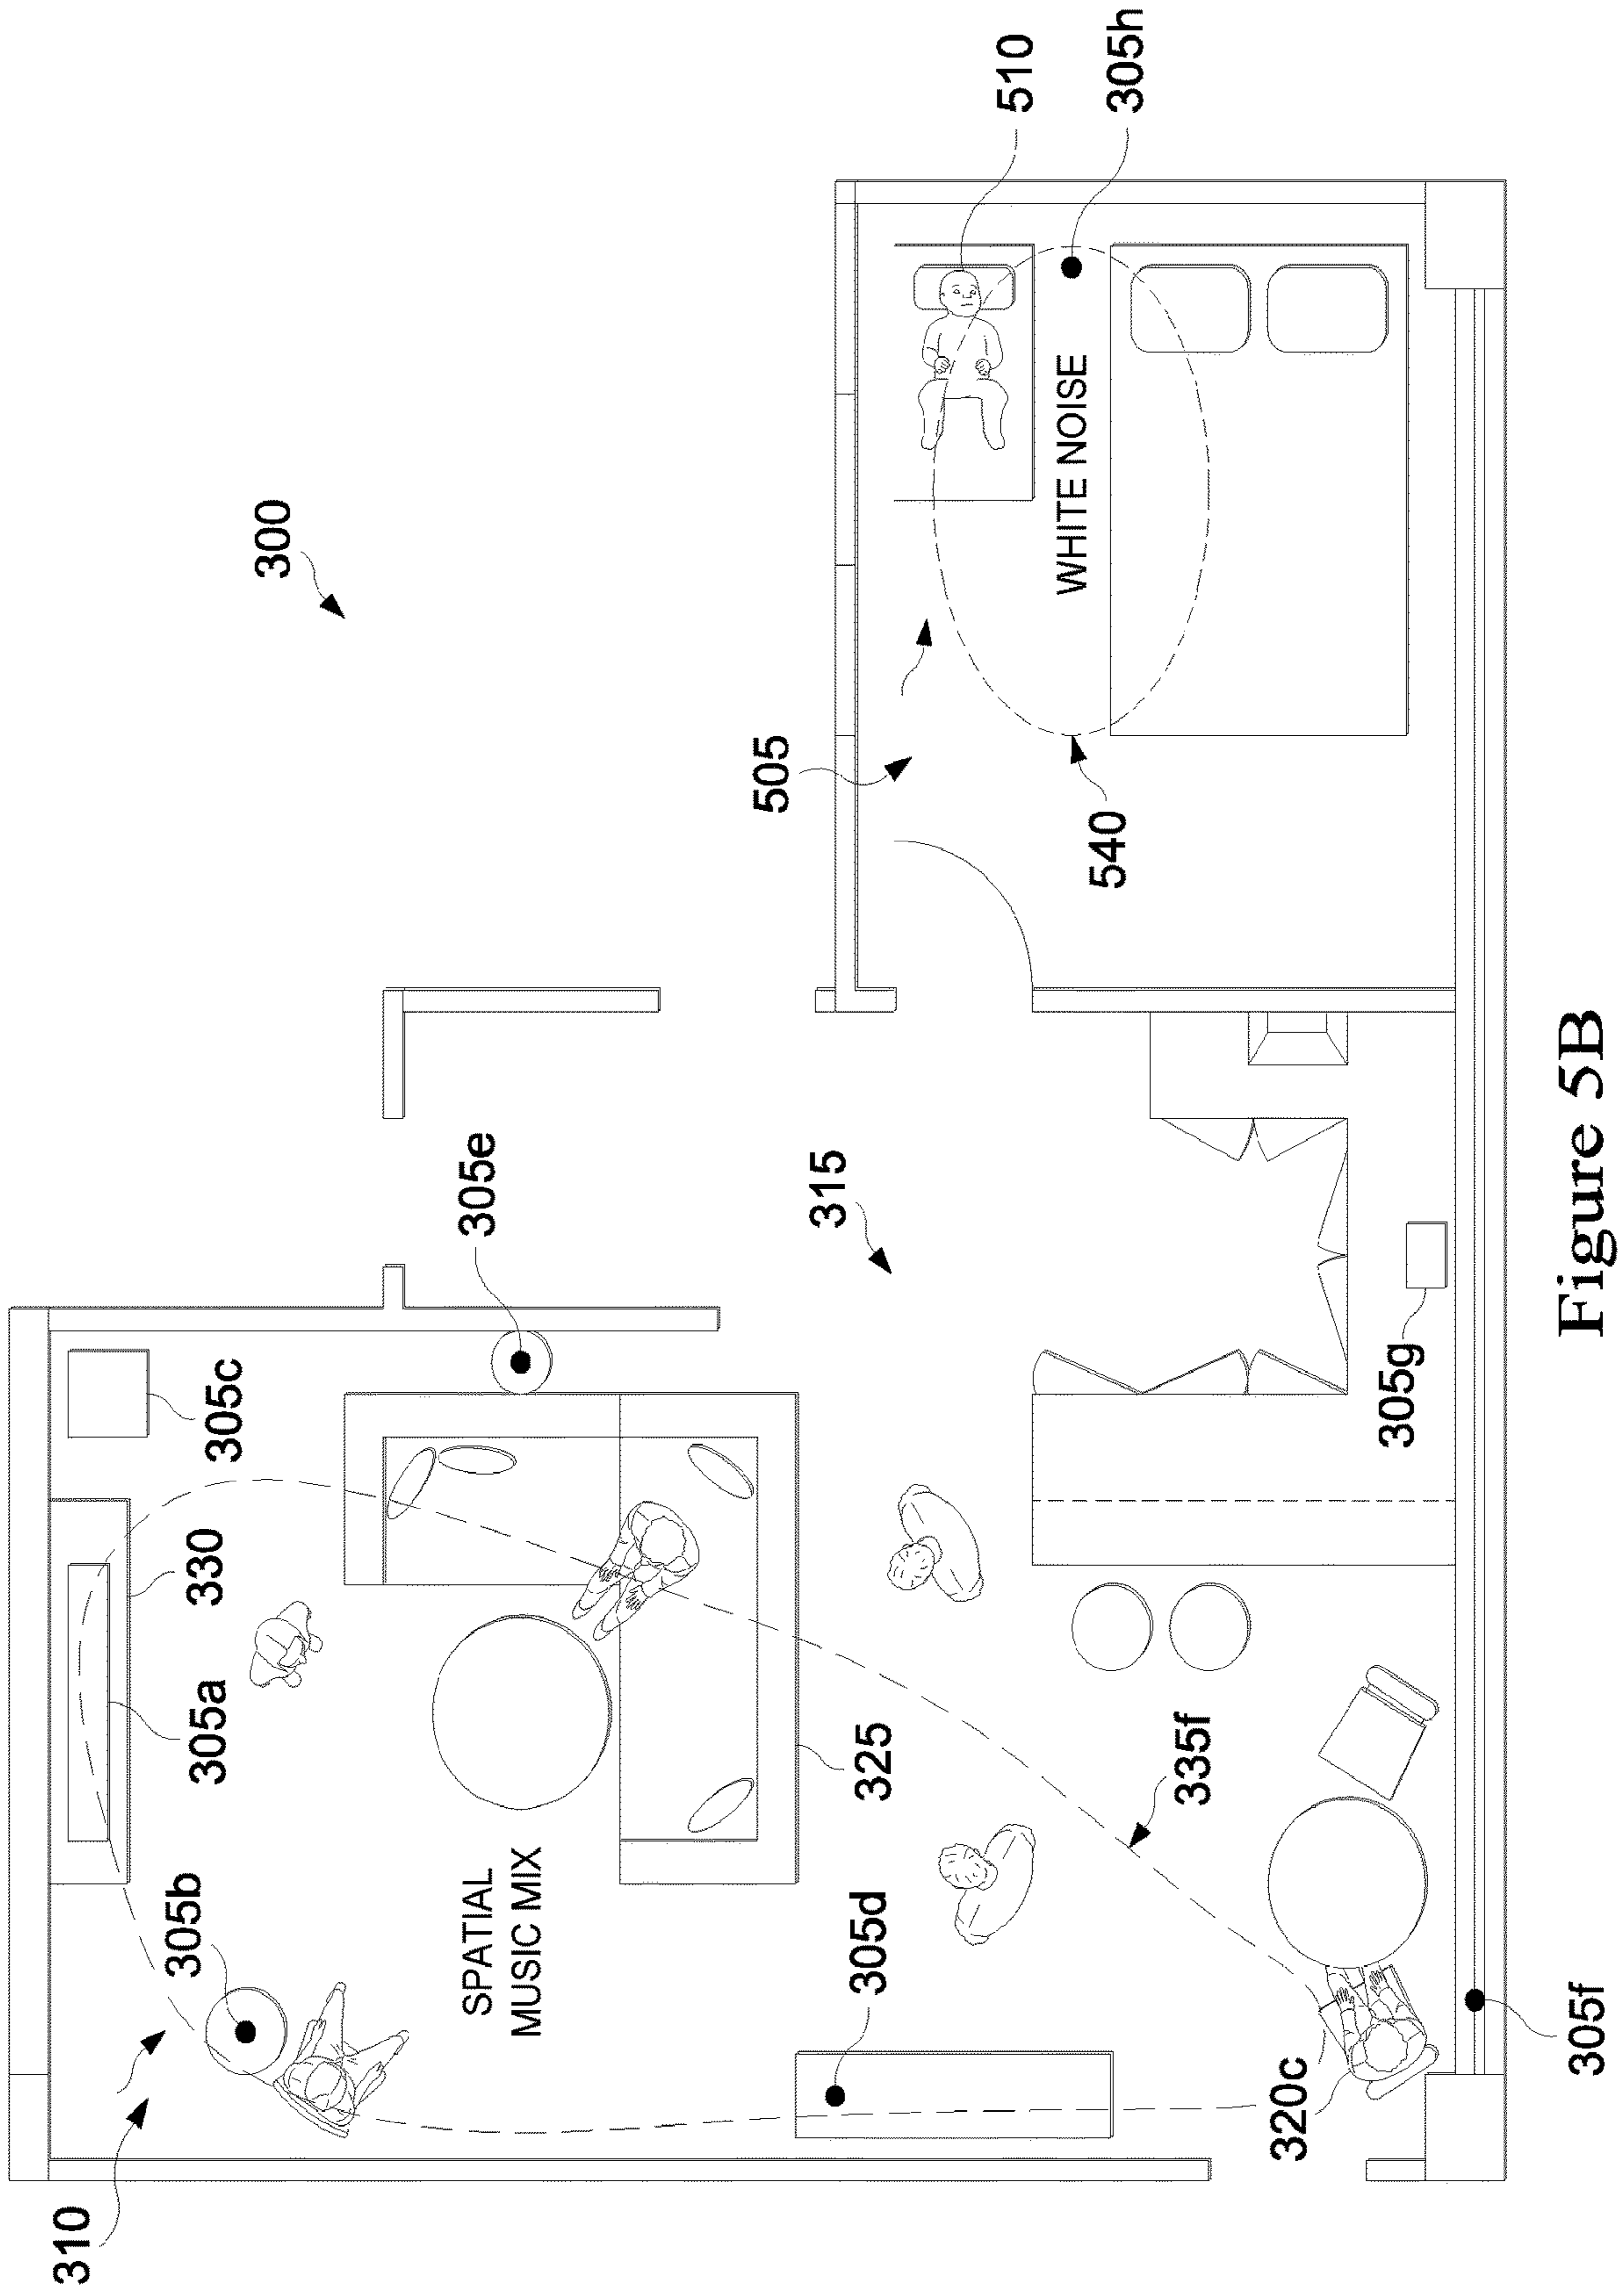 310
305b
305a
330
305c
300
SPATIAL
MUSIC MIX
305e
505
315
305d
325
510
WHITE NOISE
540
305h
335f
320c
305g
305f
Figure 5B